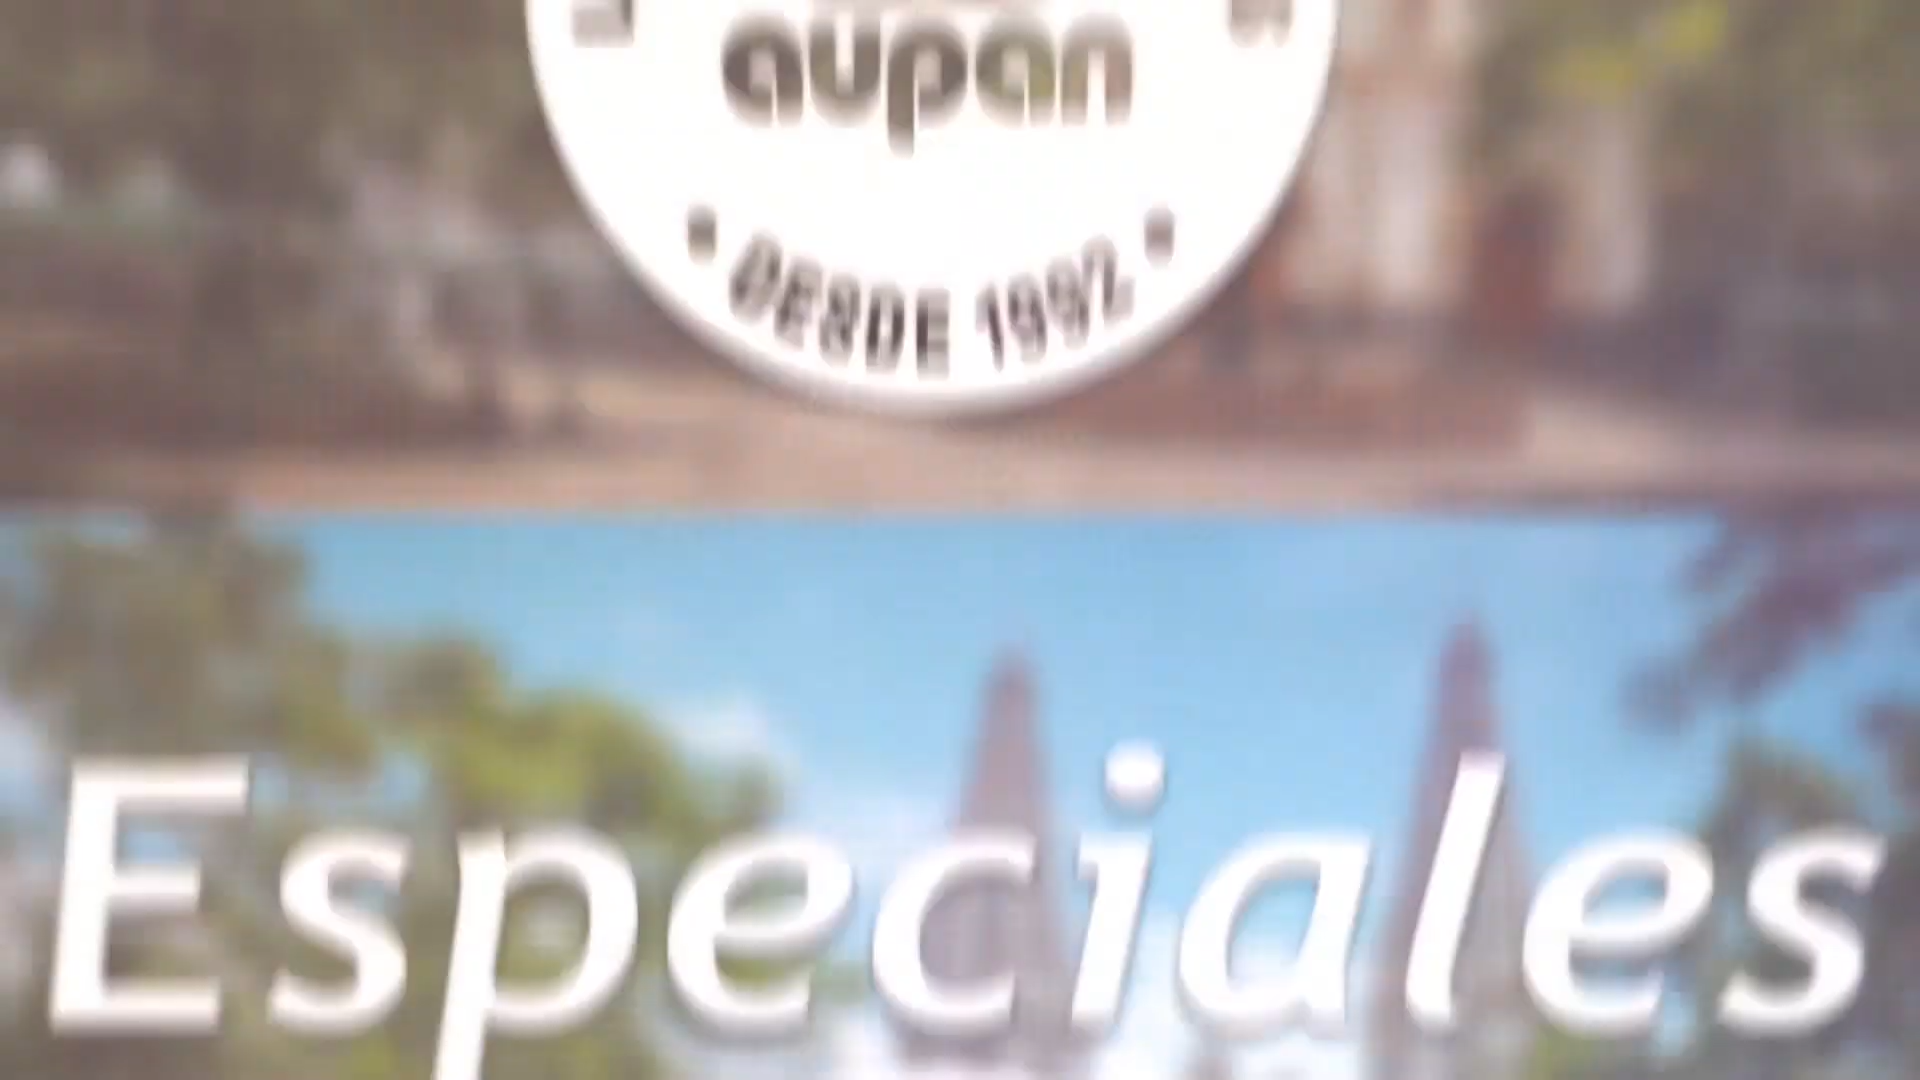 aupan
• DESDE 1992 •
Especiales